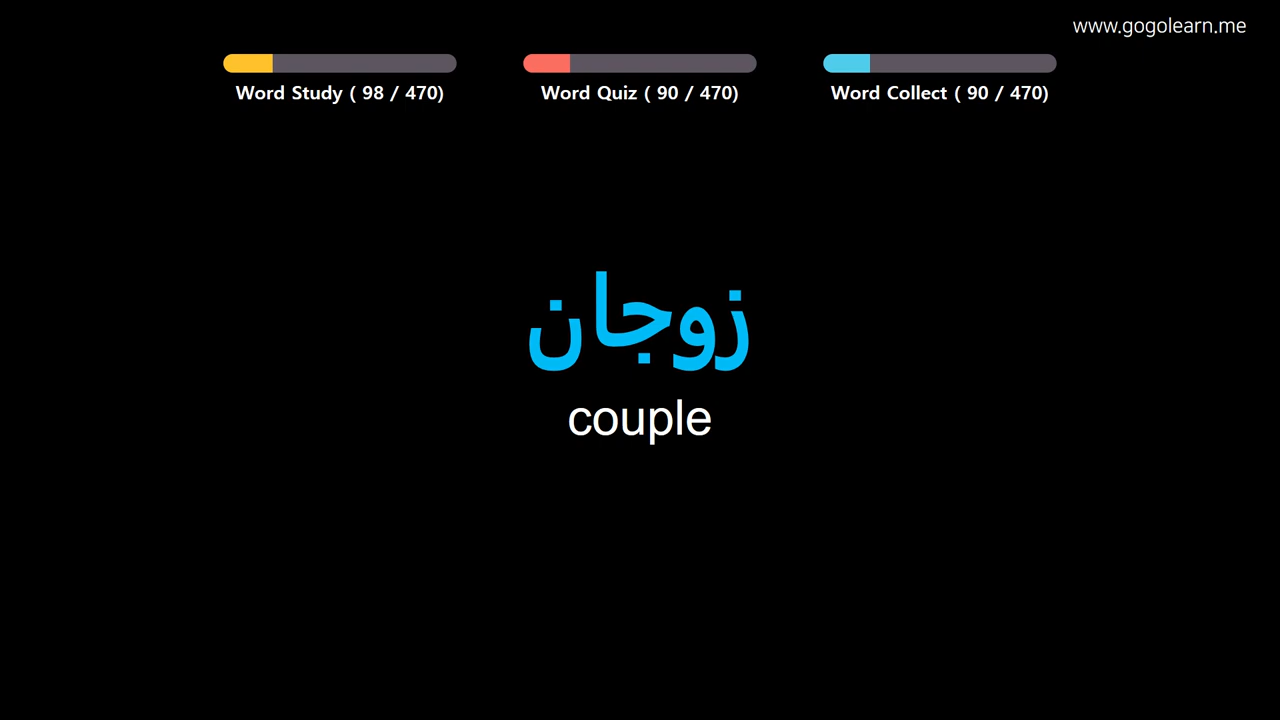 www.gogolearn.me
Word Study ( 98 / 470)
Word Quiz ( 90 / 470)
Word Collect ( 90 / 470)
زوجان
couple